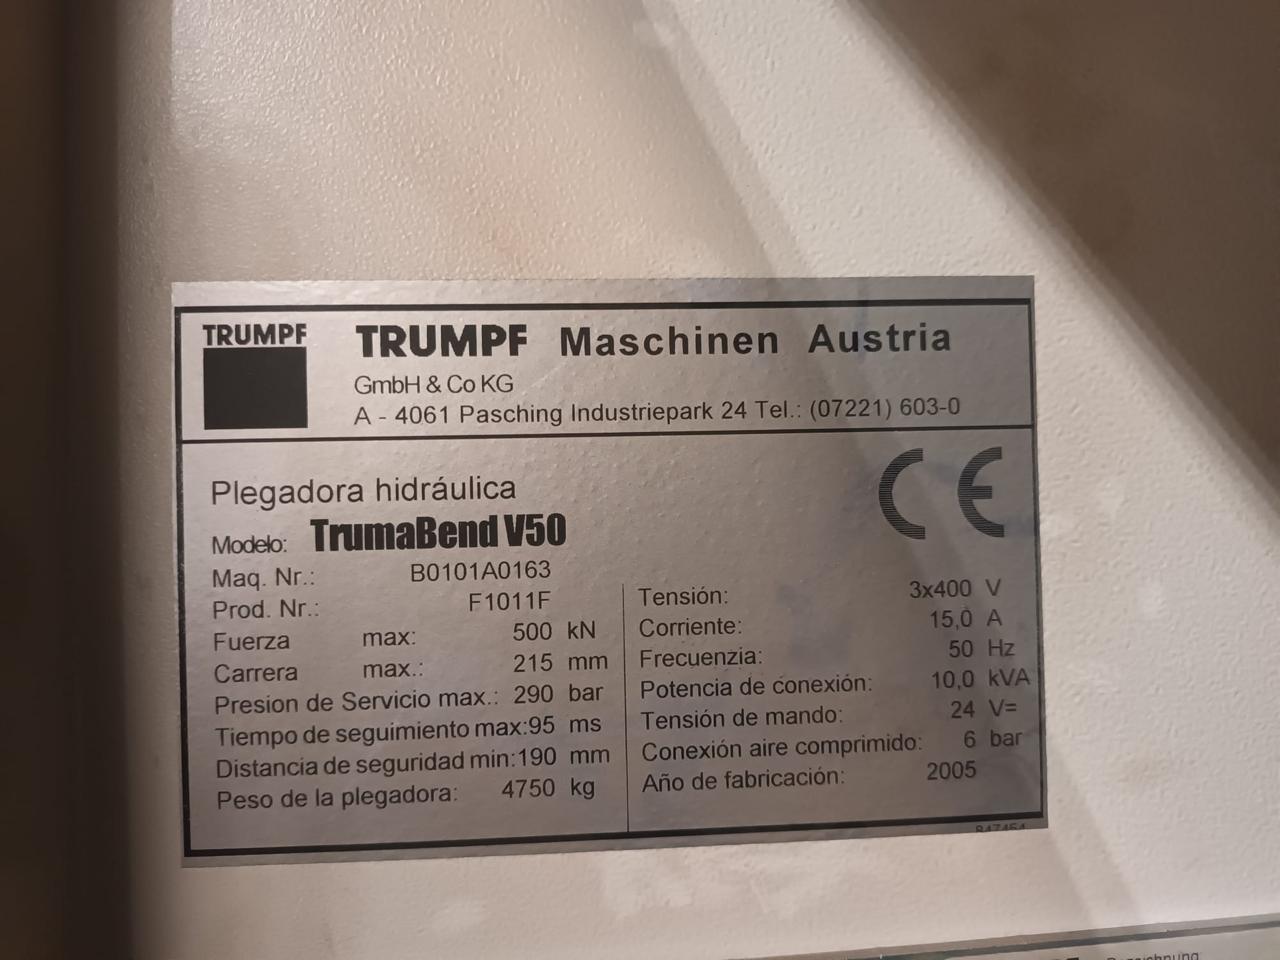 TRUMPF
TRUMPF Maschinen Austria
GmbH & Co KG
A - 4061 Pasching Industriepark 24 Tel.: (07221) 603-0
CE
Plegadora hidráulica
Modelo: TrumaBend V50
Maq. Nr.: B0101A0163
Prod. Nr.: F1011F
Fuerza max: 500 kN
Carrera max.: 215 mm
Presion de Servicio max.: 290 bar
Tiempo de seguimiento max:95 ms
Distancia de seguridad min:190 mm
Peso de la plegadora: 4750 kg
Tensión: 3x400 V
Corriente: 15,0 A
Frecuenzia: 50 Hz
Potencia de conexión: 10,0 kVA
Tensión de mando: 24 V=
Conexión aire comprimido: 6 bar
Año de fabricación: 2005